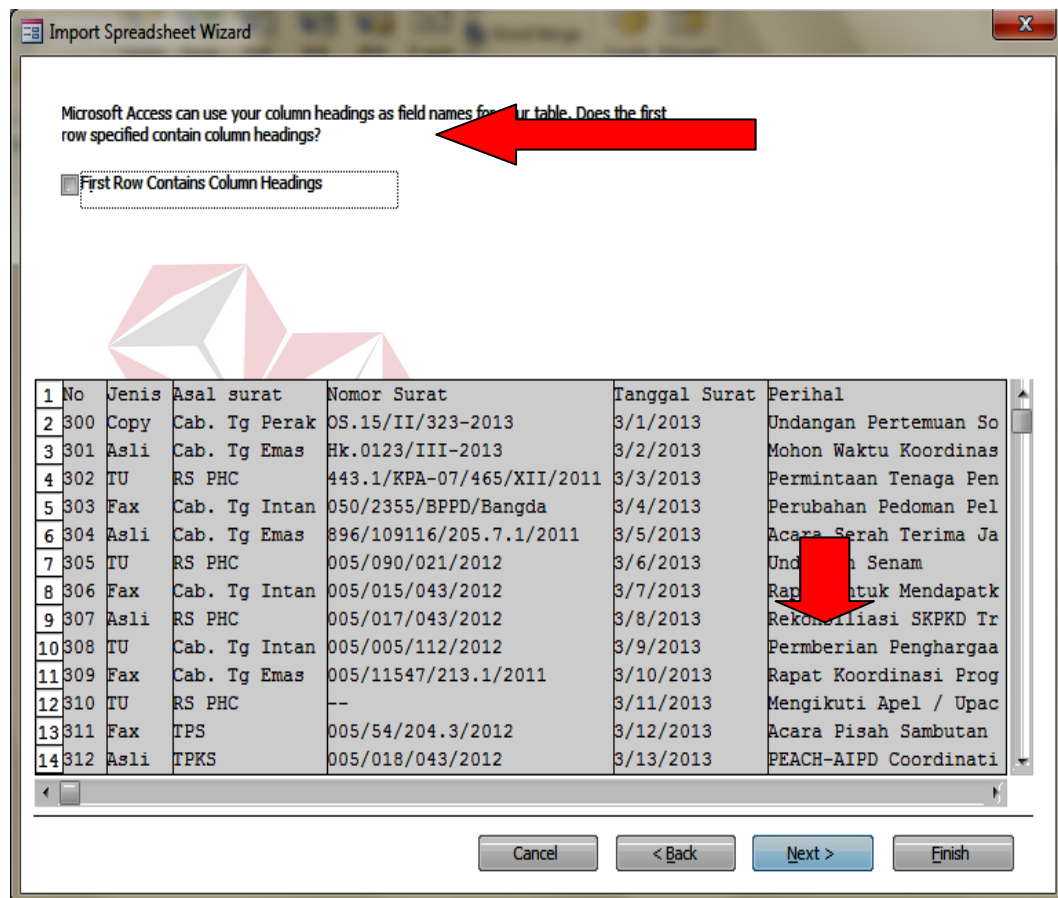 Import Spreadsheet Wizard
X
Microsoft Access can use your column headings as field names for your table. Does the first
row specified contain column headings?
First Row Contains Column Headings
1 No Jenis Asal surat Nomor Surat Tanggal Surat Perihal
2 300 Copy Cab. Tg Perak OS.15/II/323-2013 3/1/2013 Undangan Pertemuan So
3 301 Asli Cab. Tg Emas Hk.0123/III-2013 3/2/2013 Mohon Waktu Koordinas
4 302 TU RS PHC 443.1/KPA-07/465/XII/2011 3/3/2013 Permintaan Tenaga Pen
5 303 Fax Cab. Tg Intan 050/2355/BPPD/Bangda 3/4/2013 Perubahan Pedoman Pel
6 304 Asli Cab. Tg Emas 896/109116/205.7.1/2011 3/5/2013 Acara Serah Terima Ja
7 305 TU RS PHC 005/090/021/2012 3/6/2013 Undangan Senam
8 306 Fax Cab. Tg Intan 005/015/043/2012 3/7/2013 Rapat Untuk Mendapatk
9 307 Asli RS PHC 005/017/043/2012 3/8/2013 Rekonsiliasi SKPKD Tr
10 308 TU Cab. Tg Intan 005/005/112/2012 3/9/2013 Permberian Penghargaa
11 309 Fax Cab. Tg Emas 005/11547/213.1/2011 3/10/2013 Rapat Koordinasi Prog
12 310 TU RS PHC -- 3/11/2013 Mengikuti Apel / Upac
13 311 Fax TPS 005/54/204.3/2012 3/12/2013 Acara Pisah Sambutan
14 312 Asli TPKS 005/018/043/2012 3/13/2013 PEACH-AIPD Coordinati
Cancel < Back Next > Finish